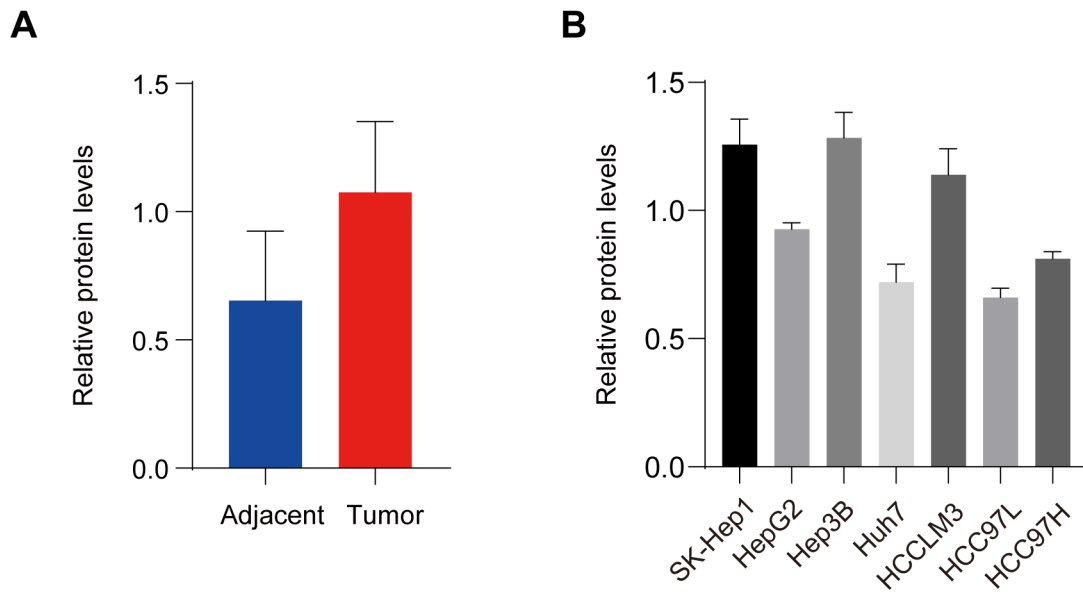 A
Relative protein levels
1.5
1.0
0.5
0.0
Adjacent Tumor
B
Relative protein levels
1.5
1.0
0.5
0.0
SK-Hep1
HepG2
Hep3B
Huh7
HCCLM3
HCC97L
HCC97H